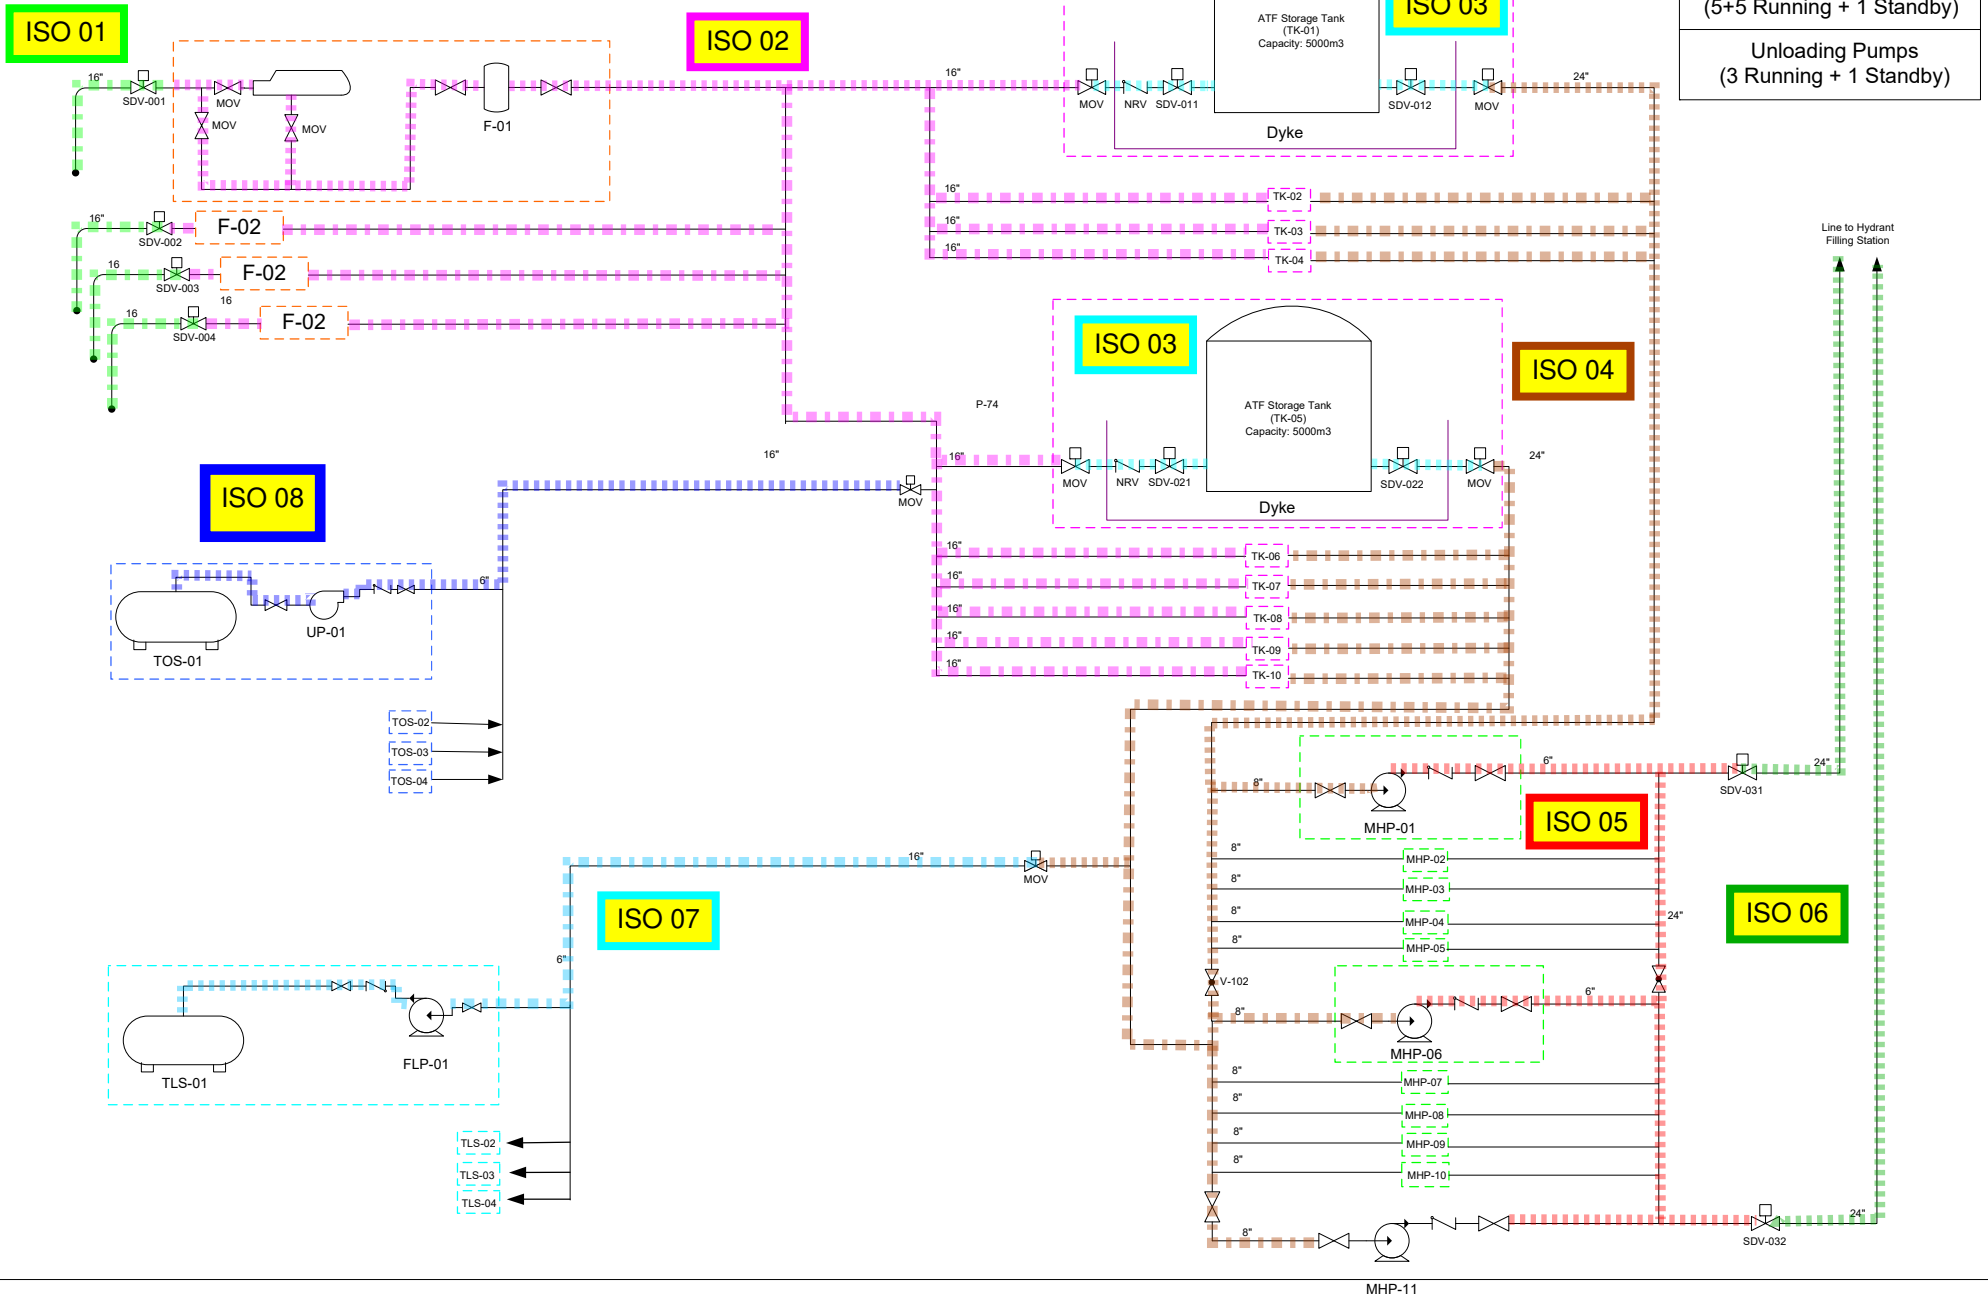 ISO 01
ISO 02
ISO 03
(5+5 Running + 1 Standby)
Unloading Pumps
(3 Running + 1 Standby)
ATF Storage Tank
(TK-01)
Capacity: 5000m3
16"
SDV-001
MOV
MOV
MOV
F-01
16"
MOV
NRV
SDV-011
SDV-012
MOV
24"
Dyke
16"
TK-02
16"
TK-03
16"
TK-04
16"
SDV-002
F-02
16
SDV-003
F-02
16
16
SDV-004
F-02
Line to Hydrant
Filling Station
ISO 03
ISO 04
ATF Storage Tank
(TK-05)
Capacity: 5000m3
P-74
16"
16"
MOV
NRV
SDV-021
SDV-022
MOV
24"
Dyke
ISO 08
MOV
16"
TK-06
16"
TK-07
16"
TK-08
16"
TK-09
16"
TK-10
6"
UP-01
TOS-01
TOS-02
TOS-03
TOS-04
8"
MHP-01
6"
SDV-031
24"
ISO 05
8"
MHP-02
8"
MHP-03
8"
MHP-04
8"
MHP-05
24"
ISO 06
16"
MOV
ISO 07
6"
V-102
8"
MHP-06
6"
FLP-01
TLS-01
8"
MHP-07
8"
MHP-08
8"
MHP-09
8"
MHP-10
TLS-02
TLS-03
TLS-04
8"
24"
SDV-032
MHP-11